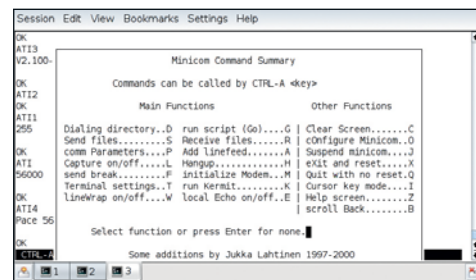 Session Edit View Bookmarks Settings Help
OK
ATI3
V2.100-
Minicom Command Summary
OK
Commands can be called by CTRL-A <key>
ATI2
OK
Main Functions Other Functions
ATI1
255
Dialing directory..D run script (Go)....G | Clear Screen.......C
Send files.........S Receive files......R | cOnfigure Minicom..O
OK
comm Parameters....P Add linefeed.......A | Suspend minicom....J
ATI
Capture on/off.....L Hangup.............H | eXit and reset.....X
56000
send break.........F initialize Modem...M | Quit with no reset.Q
Terminal settings..T run Kermit.........K | Cursor key mode....I
OK
lineWrap on/off....W local Echo on/off..E | Help screen........Z
ATI4
| scroll Back........B
Pace 56
Select function or press Enter for none.
OK
CTRL-A
Some additions by Jukka Lahtinen 1997-2000
1 2 3